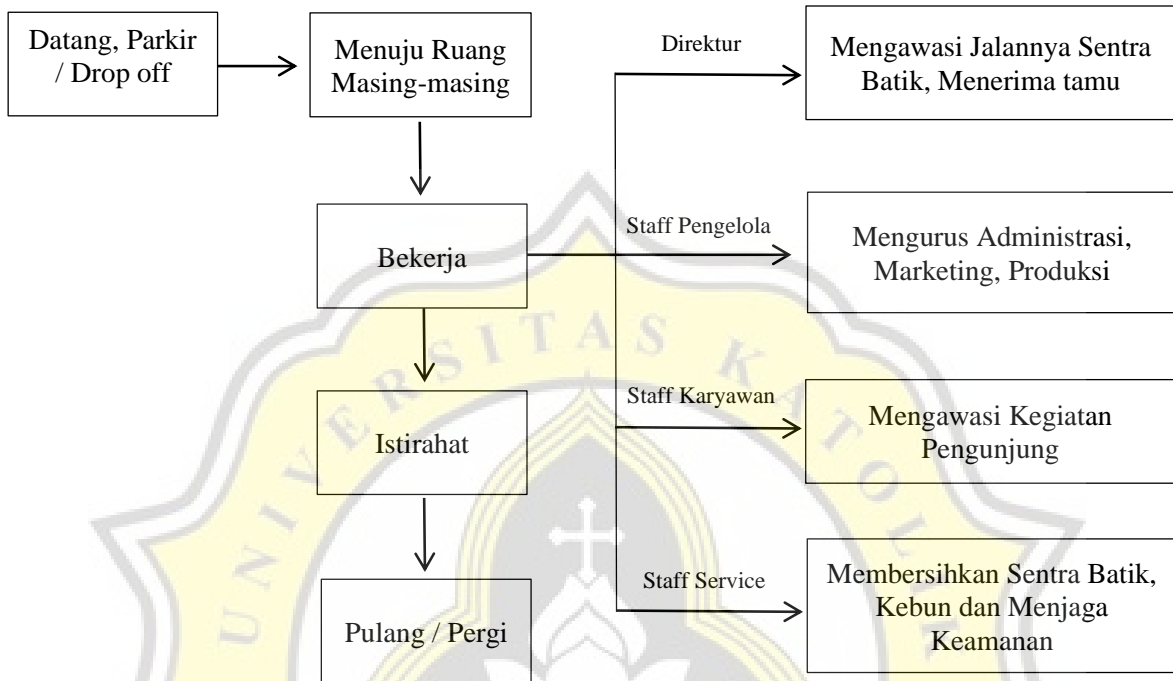 Datang, Parkir
/ Drop off
Menuju Ruang
Masing-masing
Direktur
Mengawasi Jalannya Sentra
Batik, Menerima tamu
Bekerja
Staff Pengelola
Mengurus Administrasi,
Marketing, Produksi
Istirahat
Staff Karyawan
Mengawasi Kegiatan
Pengunjung
Pulang / Pergi
Staff Service
Membersihkan Sentra Batik,
Kebun dan Menjaga
Keamanan
UNIVERSITAS KATOLIK